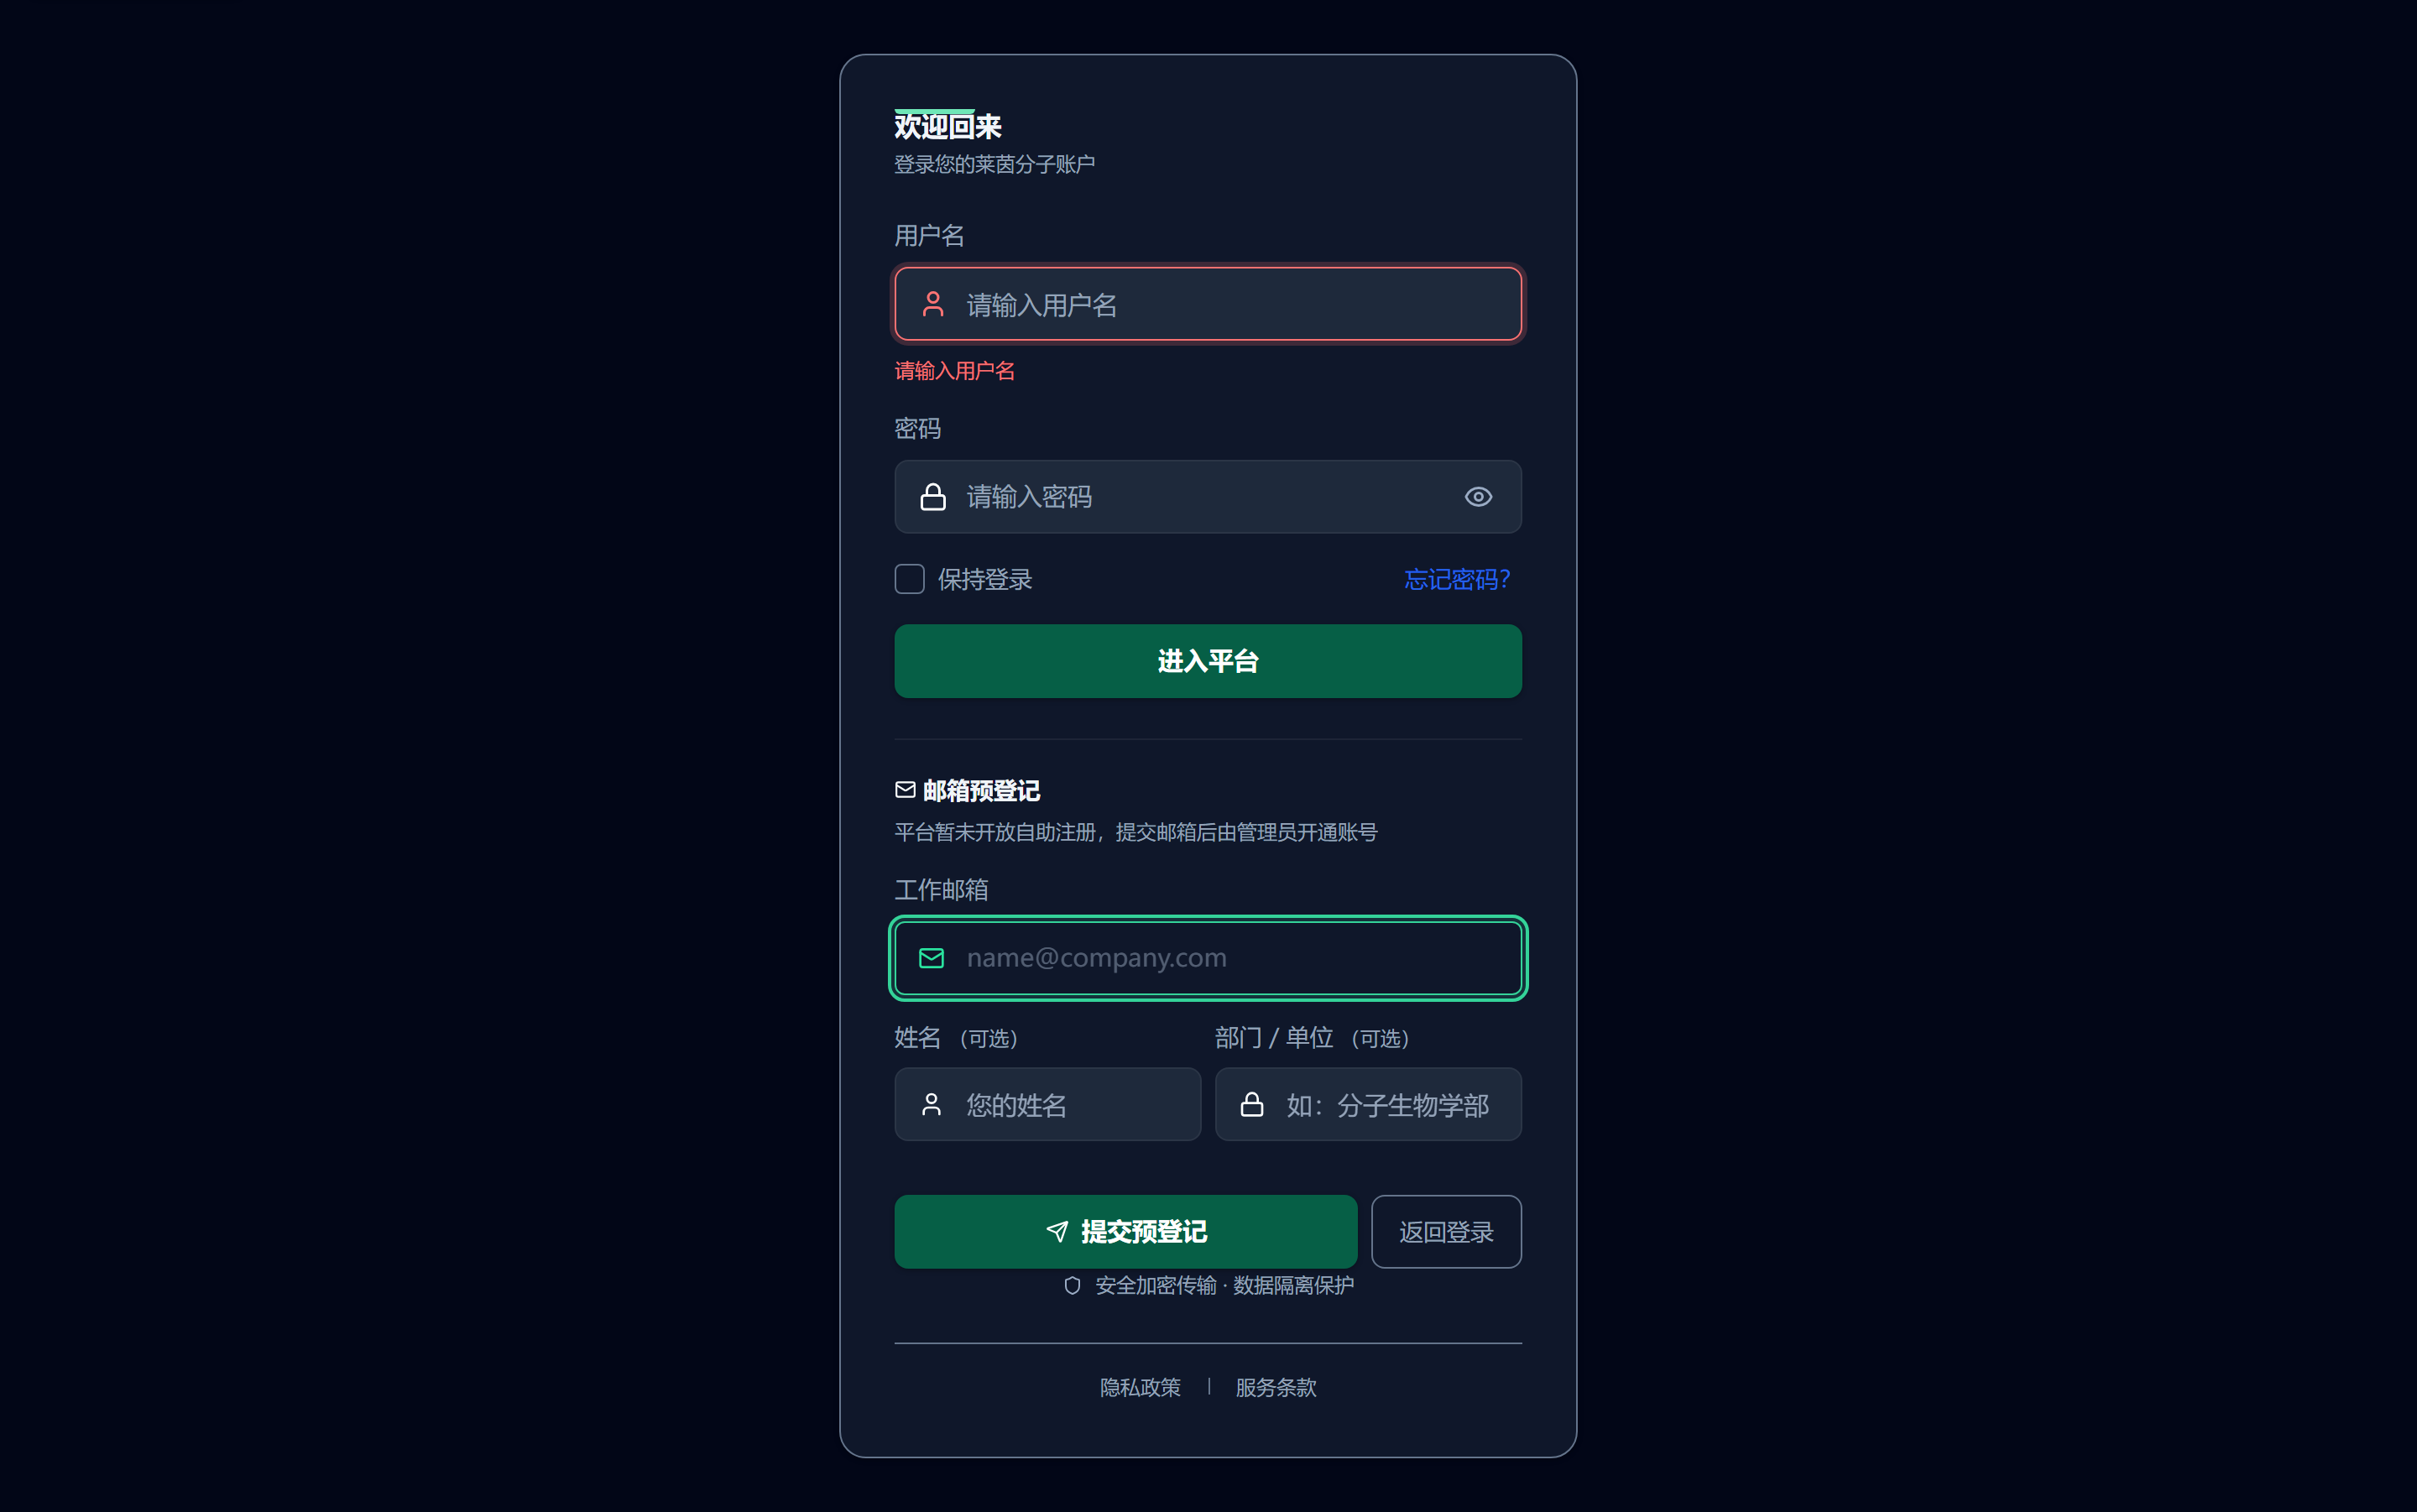 欢迎回来
登录您的莱茵分子账户
用户名
请输入用户名
请输入用户名
密码
请输入密码
保持登录 忘记密码?
进入平台
邮箱预登记
平台暂未开放自助注册，提交邮箱后由管理员开通账号
工作邮箱
name@company.com
姓名 （可选） 部门 / 单位 （可选）
您的姓名 如：分子生物学部
提交预登记 返回登录
安全加密传输 · 数据隔离保护
隐私政策 | 服务条款